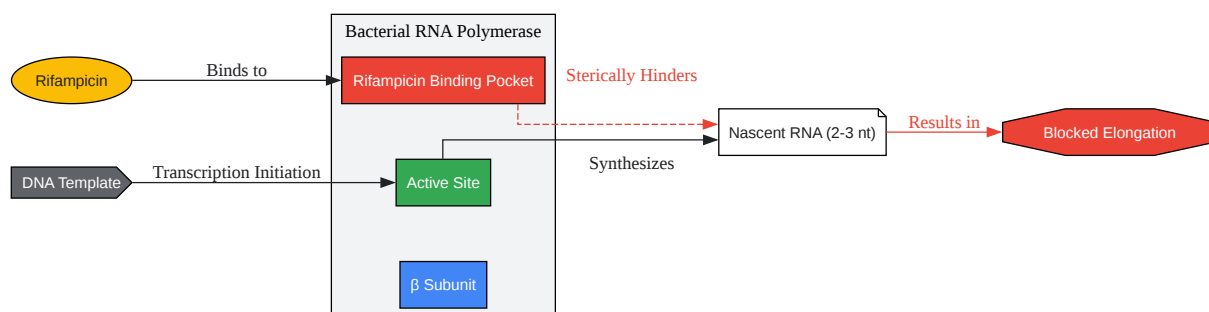 Bacterial RNA Polymerase
Rifampicin
Binds to
Rifampicin Binding Pocket
Sterically Hinders
Nascent RNA (2-3 nt)
Results in
Blocked Elongation
DNA Template
Transcription Initiation
Active Site
Synthesizes
β Subunit